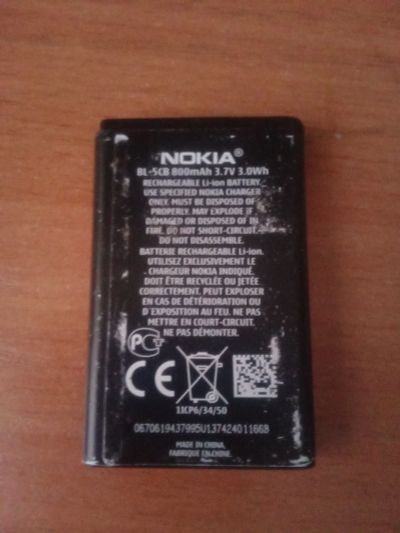 NOKIA®
BL-5CB 800mAh 3.7V 3.0Wh
RECHARGEABLE Li-ion BATTERY.
USE SPECIFIED NOKIA CHARGER
ONLY. MUST BE DISPOSED OF
PROPERLY. MAY EXPLODE IF
DAMAGED OR DISPOSED OF IN
FIRE. DO NOT SHORT-CIRCUIT.
DO NOT DISASSEMBLE.
BATTERIE RECHARGEABLE Li-ion.
UTILISEZ EXCLUSIVEMENT LE
CHARGEUR NOKIA INDIQUÉ.
DOIT ÊTRE RECYCLÉE OU JETÉE
CORRECTEMENT. PEUT EXPLOSER
EN CAS DE DÉTÉRIORATION OU
D'EXPOSITION AU FEU. NE PAS
METTRE EN COURT-CIRCUIT.
NE PAS DÉMONTER.
РСТ
CE
1ICP6/34/50
0670619437995U137424011668
MADE IN CHINA.
FABRIQUÉ EN CHINE.